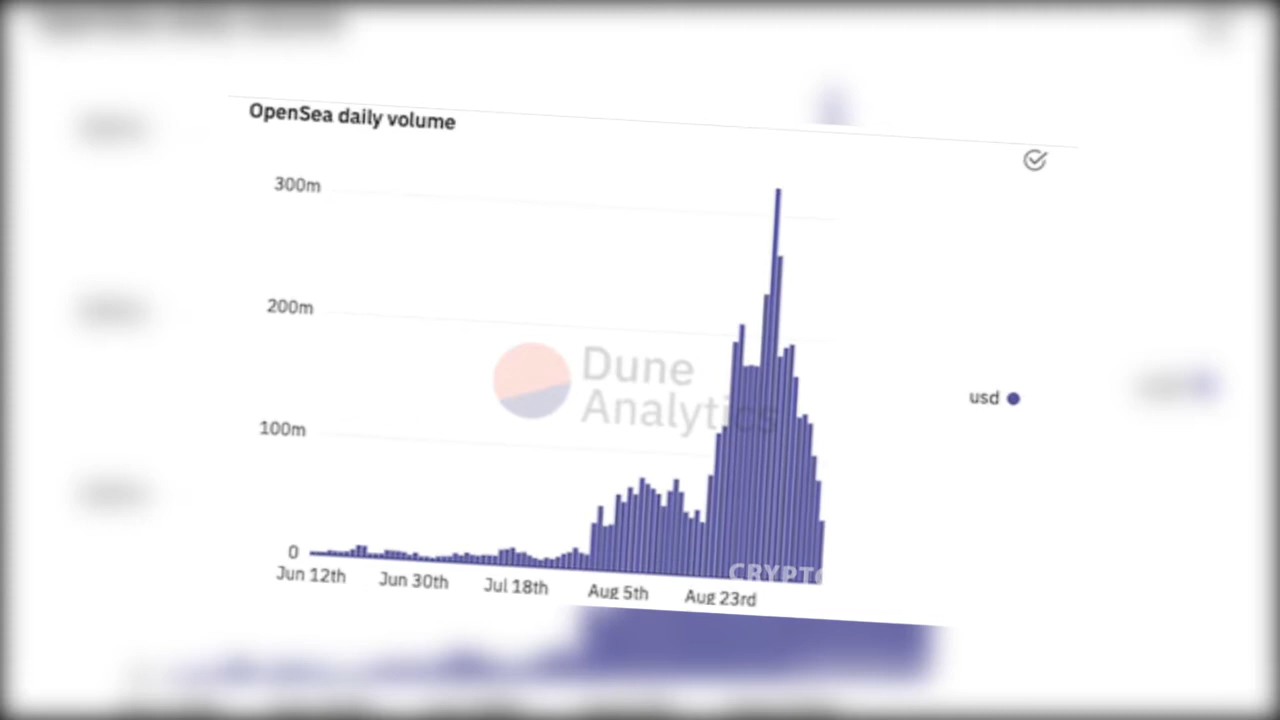 OpenSea daily volume
300m
200m
100m
0
Dune
Analytics
usd
Jun 12th
Jun 30th
Jul 18th
Aug 5th
Aug 23rd